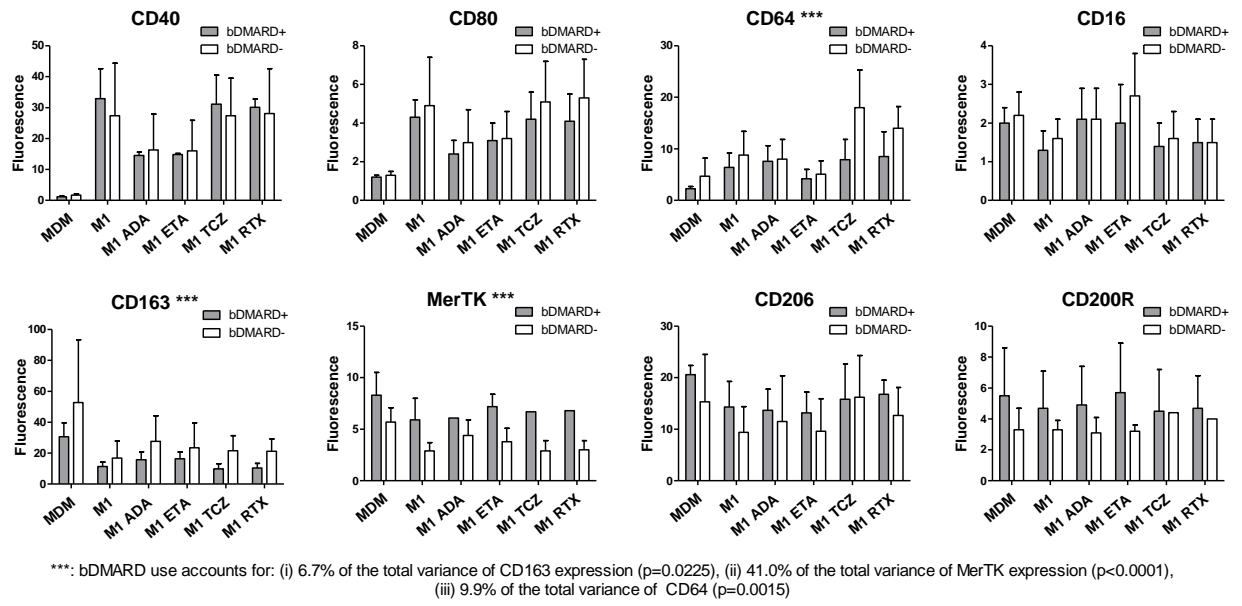 CD40
bDMARD+
bDMARD-
Fluorescence
50
40
30
20
10
0
MDM
M1
M1 ADA
M1 ETA
M1 TCZ
M1 RTX
CD80
bDMARD+
bDMARD-
Fluorescence
8
6
4
2
0
MDM
M1
M1 ADA
M1 ETA
M1 TCZ
M1 RTX
CD64 ***
bDMARD+
bDMARD-
Fluorescence
30
20
10
0
MDM
M1
M1 ADA
M1 ETA
M1 TCZ
M1 RTX
CD16
bDMARD+
bDMARD-
Fluorescence
4
3
2
1
0
MDM
M1
M1 ADA
M1 ETA
M1 TCZ
M1 RTX
CD163 ***
bDMARD+
bDMARD-
Fluorescence
100
80
60
40
20
0
MDM
M1
M1 ADA
M1 ETA
M1 TCZ
M1 RTX
MerTK ***
bDMARD+
bDMARD-
Fluorescence
15
10
5
0
MDM
M1
M1 ADA
M1 ETA
M1 TCZ
M1 RTX
CD206
bDMARD+
bDMARD-
Fluorescence
30
20
10
0
MDM
M1
M1 ADA
M1 ETA
M1 TCZ
M1 RTX
CD200R
bDMARD+
bDMARD-
Fluorescence
10
8
6
4
2
0
MDM
M1
M1 ADA
M1 ETA
M1 TCZ
M1 RTX
***: bDMARD use accounts for: (i) 6.7% of the total variance of CD163 expression (p=0.0225), (ii) 41.0% of the total variance of MerTK expression (p<0.0001),
(iii) 9.9% of the total variance of CD64 (p=0.0015)